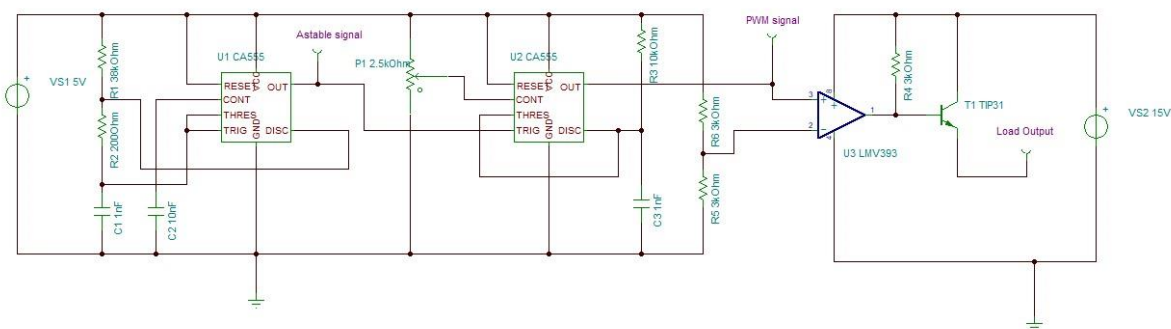 VS1 5V
R1 38kOhm
R2 200Ohm
C1 1nF
C2 10nF
U1 CA555
RESET
CONT
THRES
TRIG
VCC
GND
OUT
DISC
Astable signal
P1 2.5kOhm
U2 CA555
RESET
CONT
THRES
TRIG
VCC
GND
OUT
DISC
R3 10kOhm
C3 1nF
PWM signal
R6 3kOhm
R5 3kOhm
3
2
8
4
1
+
-
+
U3 LMV393
R4 3kOhm
T1 TIP31
Load Output
+
VS2 15V
+